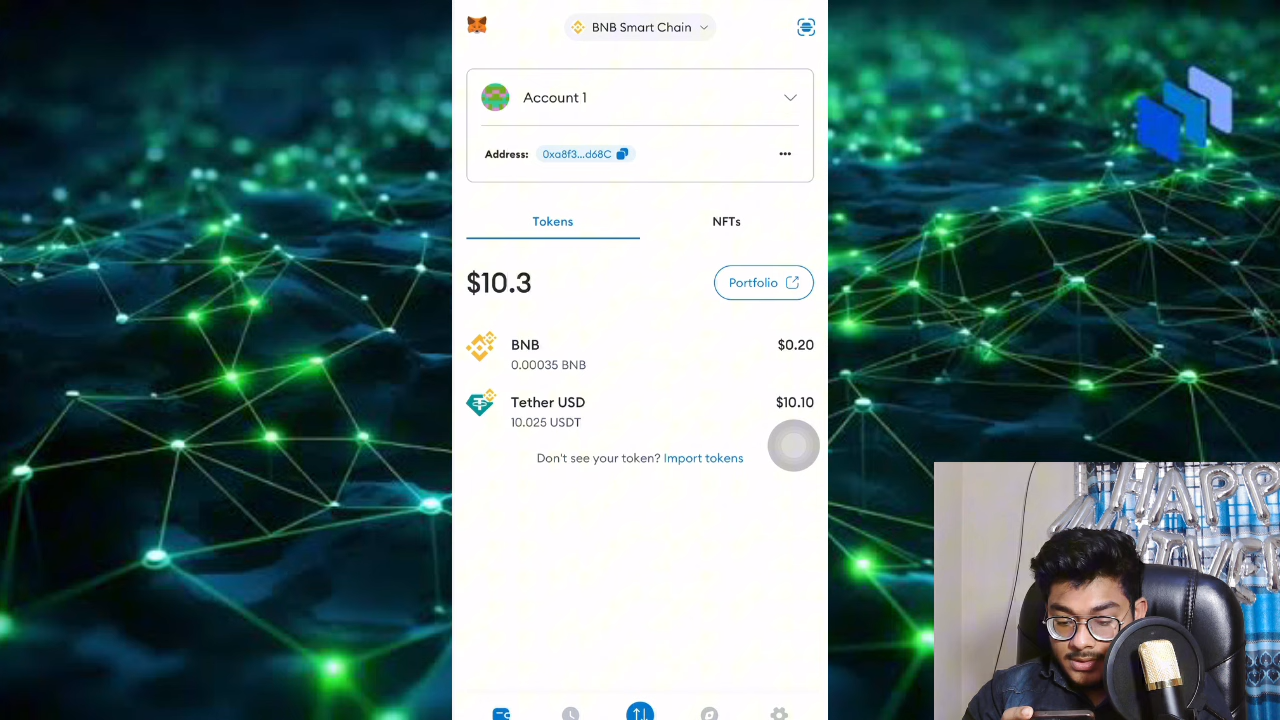 BNB Smart Chain
Account 1
Address: 0xa8f3...d68C
Tokens
NFTs
$10.3
Portfolio
BNB
$0.20
0.00035 BNB
Tether USD
$10.10
10.025 USDT
Don't see your token? Import tokens
HAPP